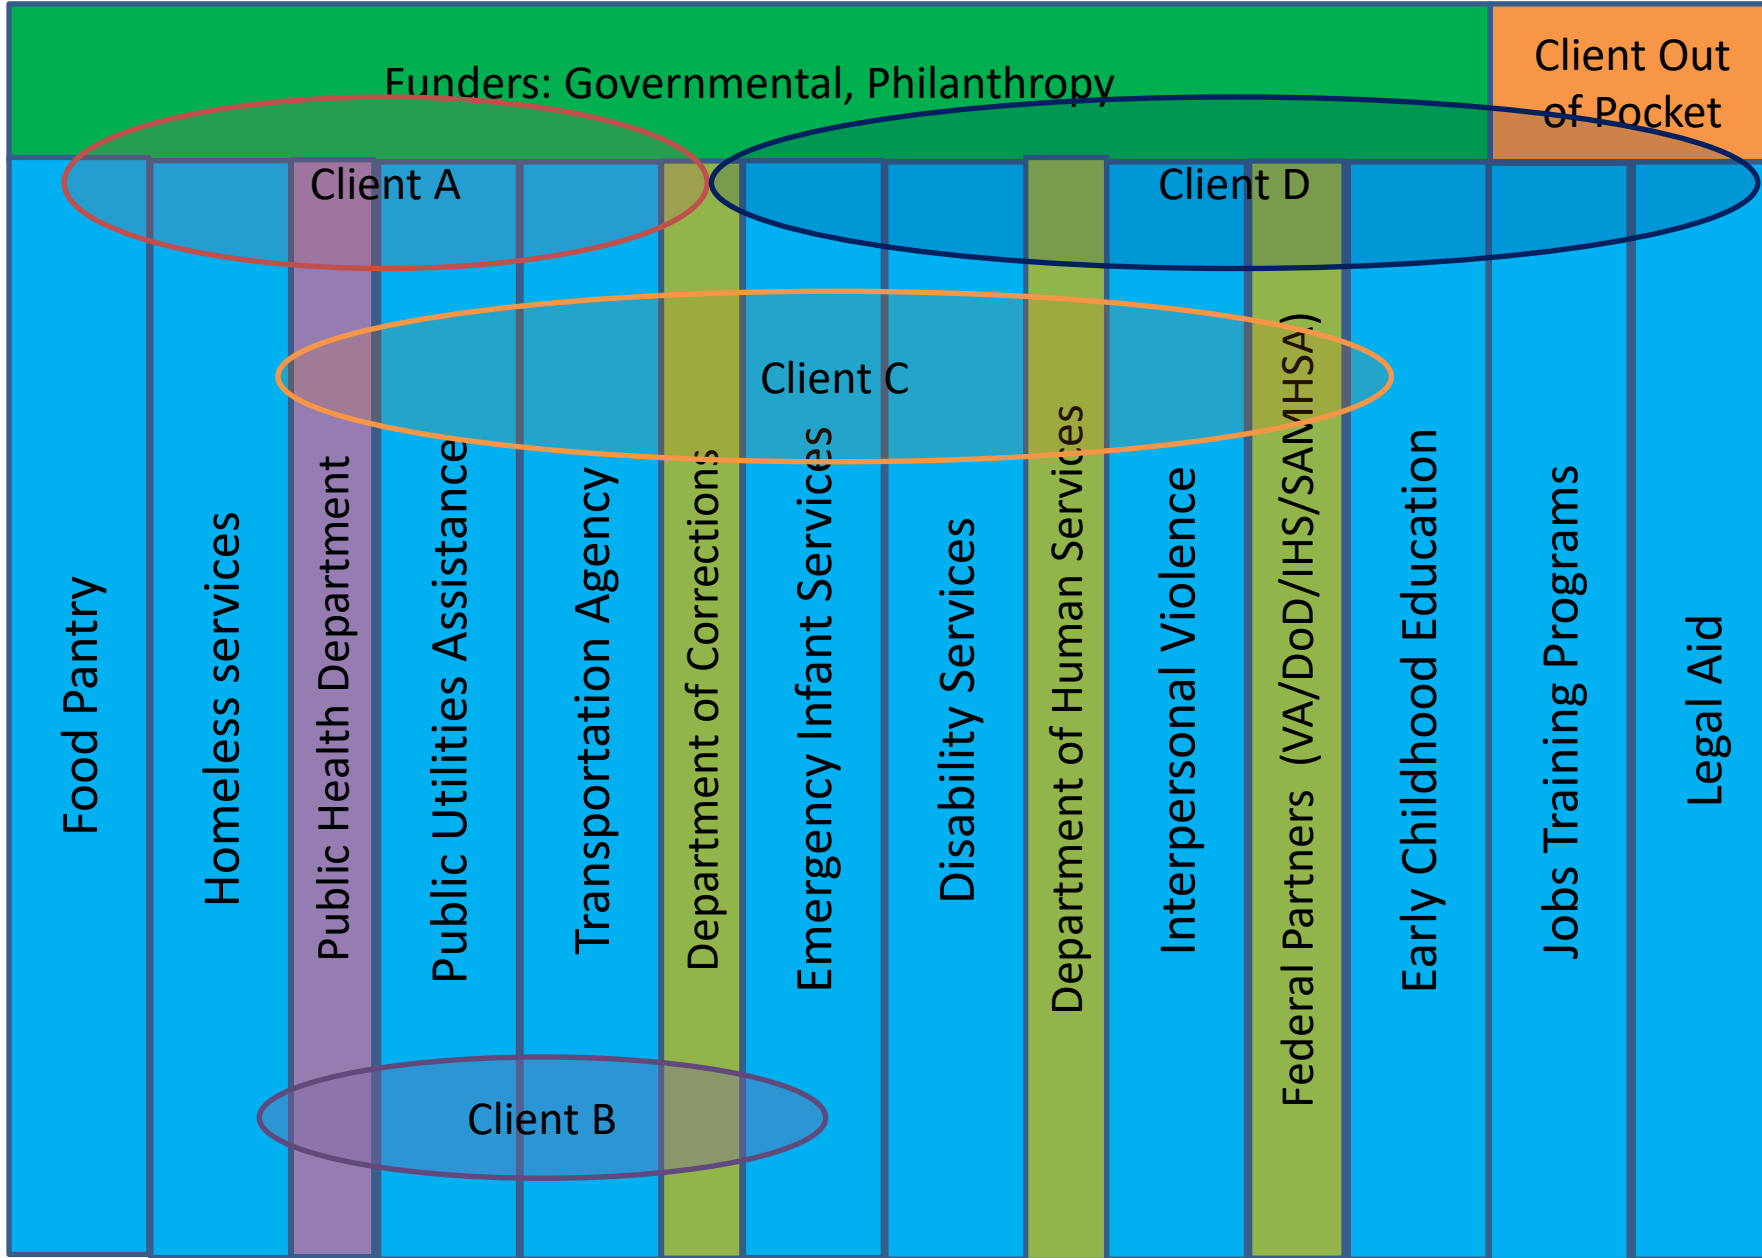 Funders: Governmental, Philanthropy
Client Out
of Pocket
Client A
Client D
Client C
Food Pantry
Homeless services
Public Health Department
Public Utilities Assistance
Transportation Agency
Department of Corrections
Emergency Infant Services
Disability Services
Department of Human Services
Interpersonal Violence
Federal Partners (VA/DoD/IHS/SAMHSA)
Early Childhood Education
Jobs Training Programs
Legal Aid
Client B